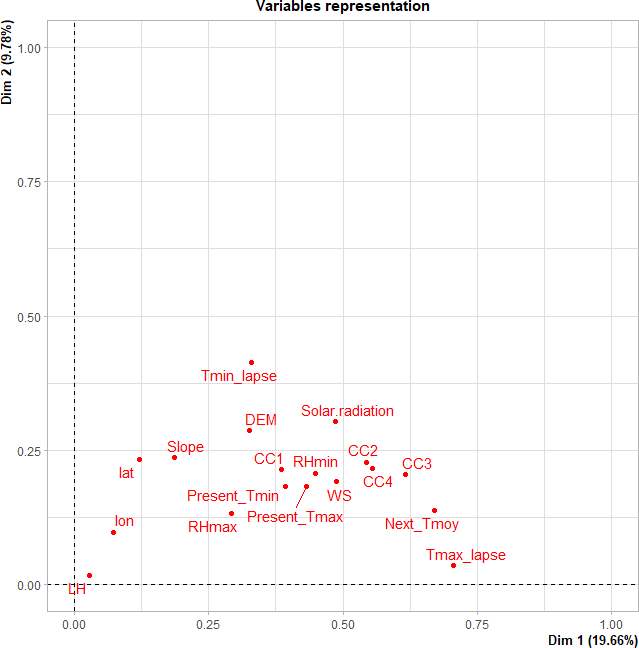 Variables representation
Dim 2 (9.78%)
1.00
0.75
0.50
0.25
0.00
Tmin_lapse
Solar.radiation
DEM
Slope
CC2
CC1
RHmin
CC3
lat
CC4
Present_Tmin
WS
Present_Tmax
lon
RHmax
Next_Tmoy
Tmax_lapse
LH
0.00
0.25
0.50
0.75
1.00
Dim 1 (19.66%)